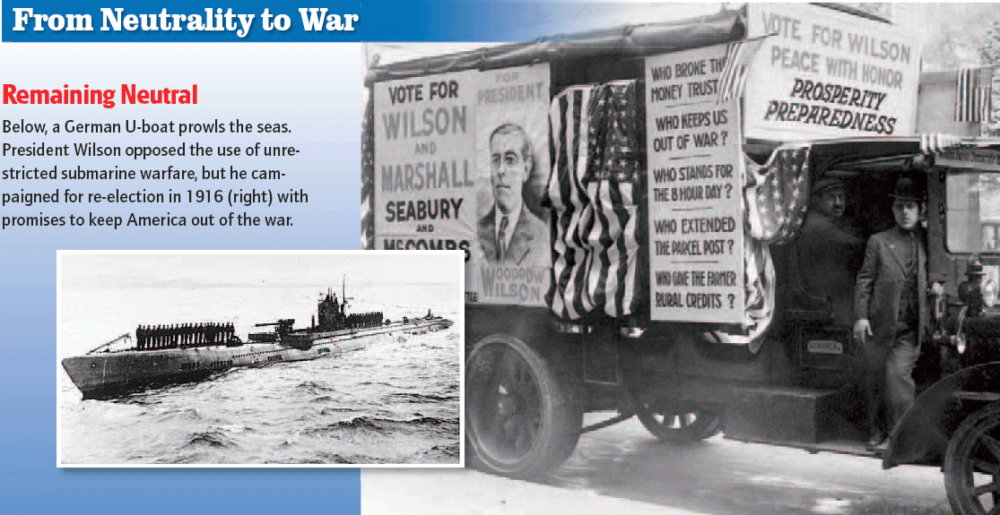 From Neutrality to War
Remaining Neutral
Below, a German U-boat prowls the seas.
President Wilson opposed the use of unre-
stricted submarine warfare, but he cam-
paigned for re-election in 1916 (right) with
promises to keep America out of the war.
VOTE FOR
WILSON
AND
MARSHALL
SEABURY
AND
McCOMBS
FOR
PRESIDENT
WOODROW
WILSON
WHO BROKE THE
MONEY TRUST
WHO KEEPS US
OUT OF WAR?
WHO STANDS FOR
THE 8 HOUR DAY?
WHO EXTENDED
THE PARCEL POST?
WHO GAVE THE FARMER
RURAL CREDITS?
VOTE FOR WILSON
PEACE WITH HONOR
PROSPERITY
PREPAREDNESS